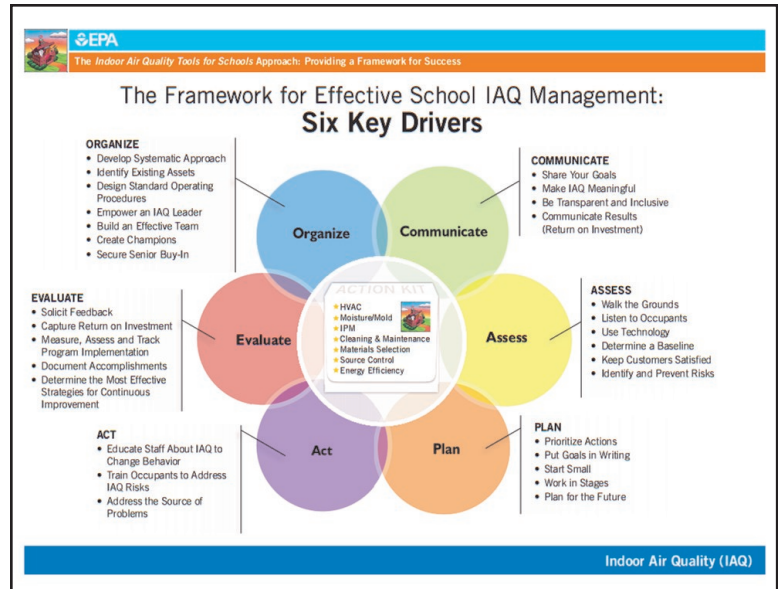 EPA
The Indoor Air Quality Tools for Schools Approach: Providing a Framework for Success
The Framework for Effective School IAQ Management:
Six Key Drivers
ORGANIZE
• Develop Systematic Approach
• Identify Existing Assets
• Design Standard Operating
Procedures
• Empower an IAQ Leader
• Build an Effective Team
• Create Champions
• Secure Senior Buy-In
COMMUNICATE
• Share Your Goals
• Make IAQ Meaningful
• Be Transparent and Inclusive
• Communicate Results
(Return on Investment)
Organize
Communicate
EVALUATE
• Solicit Feedback
• Capture Return on Investment
• Measure, Assess and Track
Program Implementation
• Document Accomplishments
• Determine the Most Effective
Strategies for Continuous
Improvement
Evaluate
ACTION KIT
★ HVAC
★ Moisture/Mold
★ IPM
★ Cleaning & Maintenance
★ Materials Selection
★ Source Control
★ Energy Efficiency
Assess
ASSESS
• Walk the Grounds
• Listen to Occupants
• Use Technology
• Determine a Baseline
• Keep Customers Satisfied
• Identify and Prevent Risks
ACT
• Educate Staff About IAQ to
Change Behavior
• Train Occupants to Address
IAQ Risks
• Address the Source of
Problems
Act
Plan
PLAN
• Prioritize Actions
• Put Goals in Writing
• Start Small
• Work in Stages
• Plan for the Future
Indoor Air Quality (IAQ)